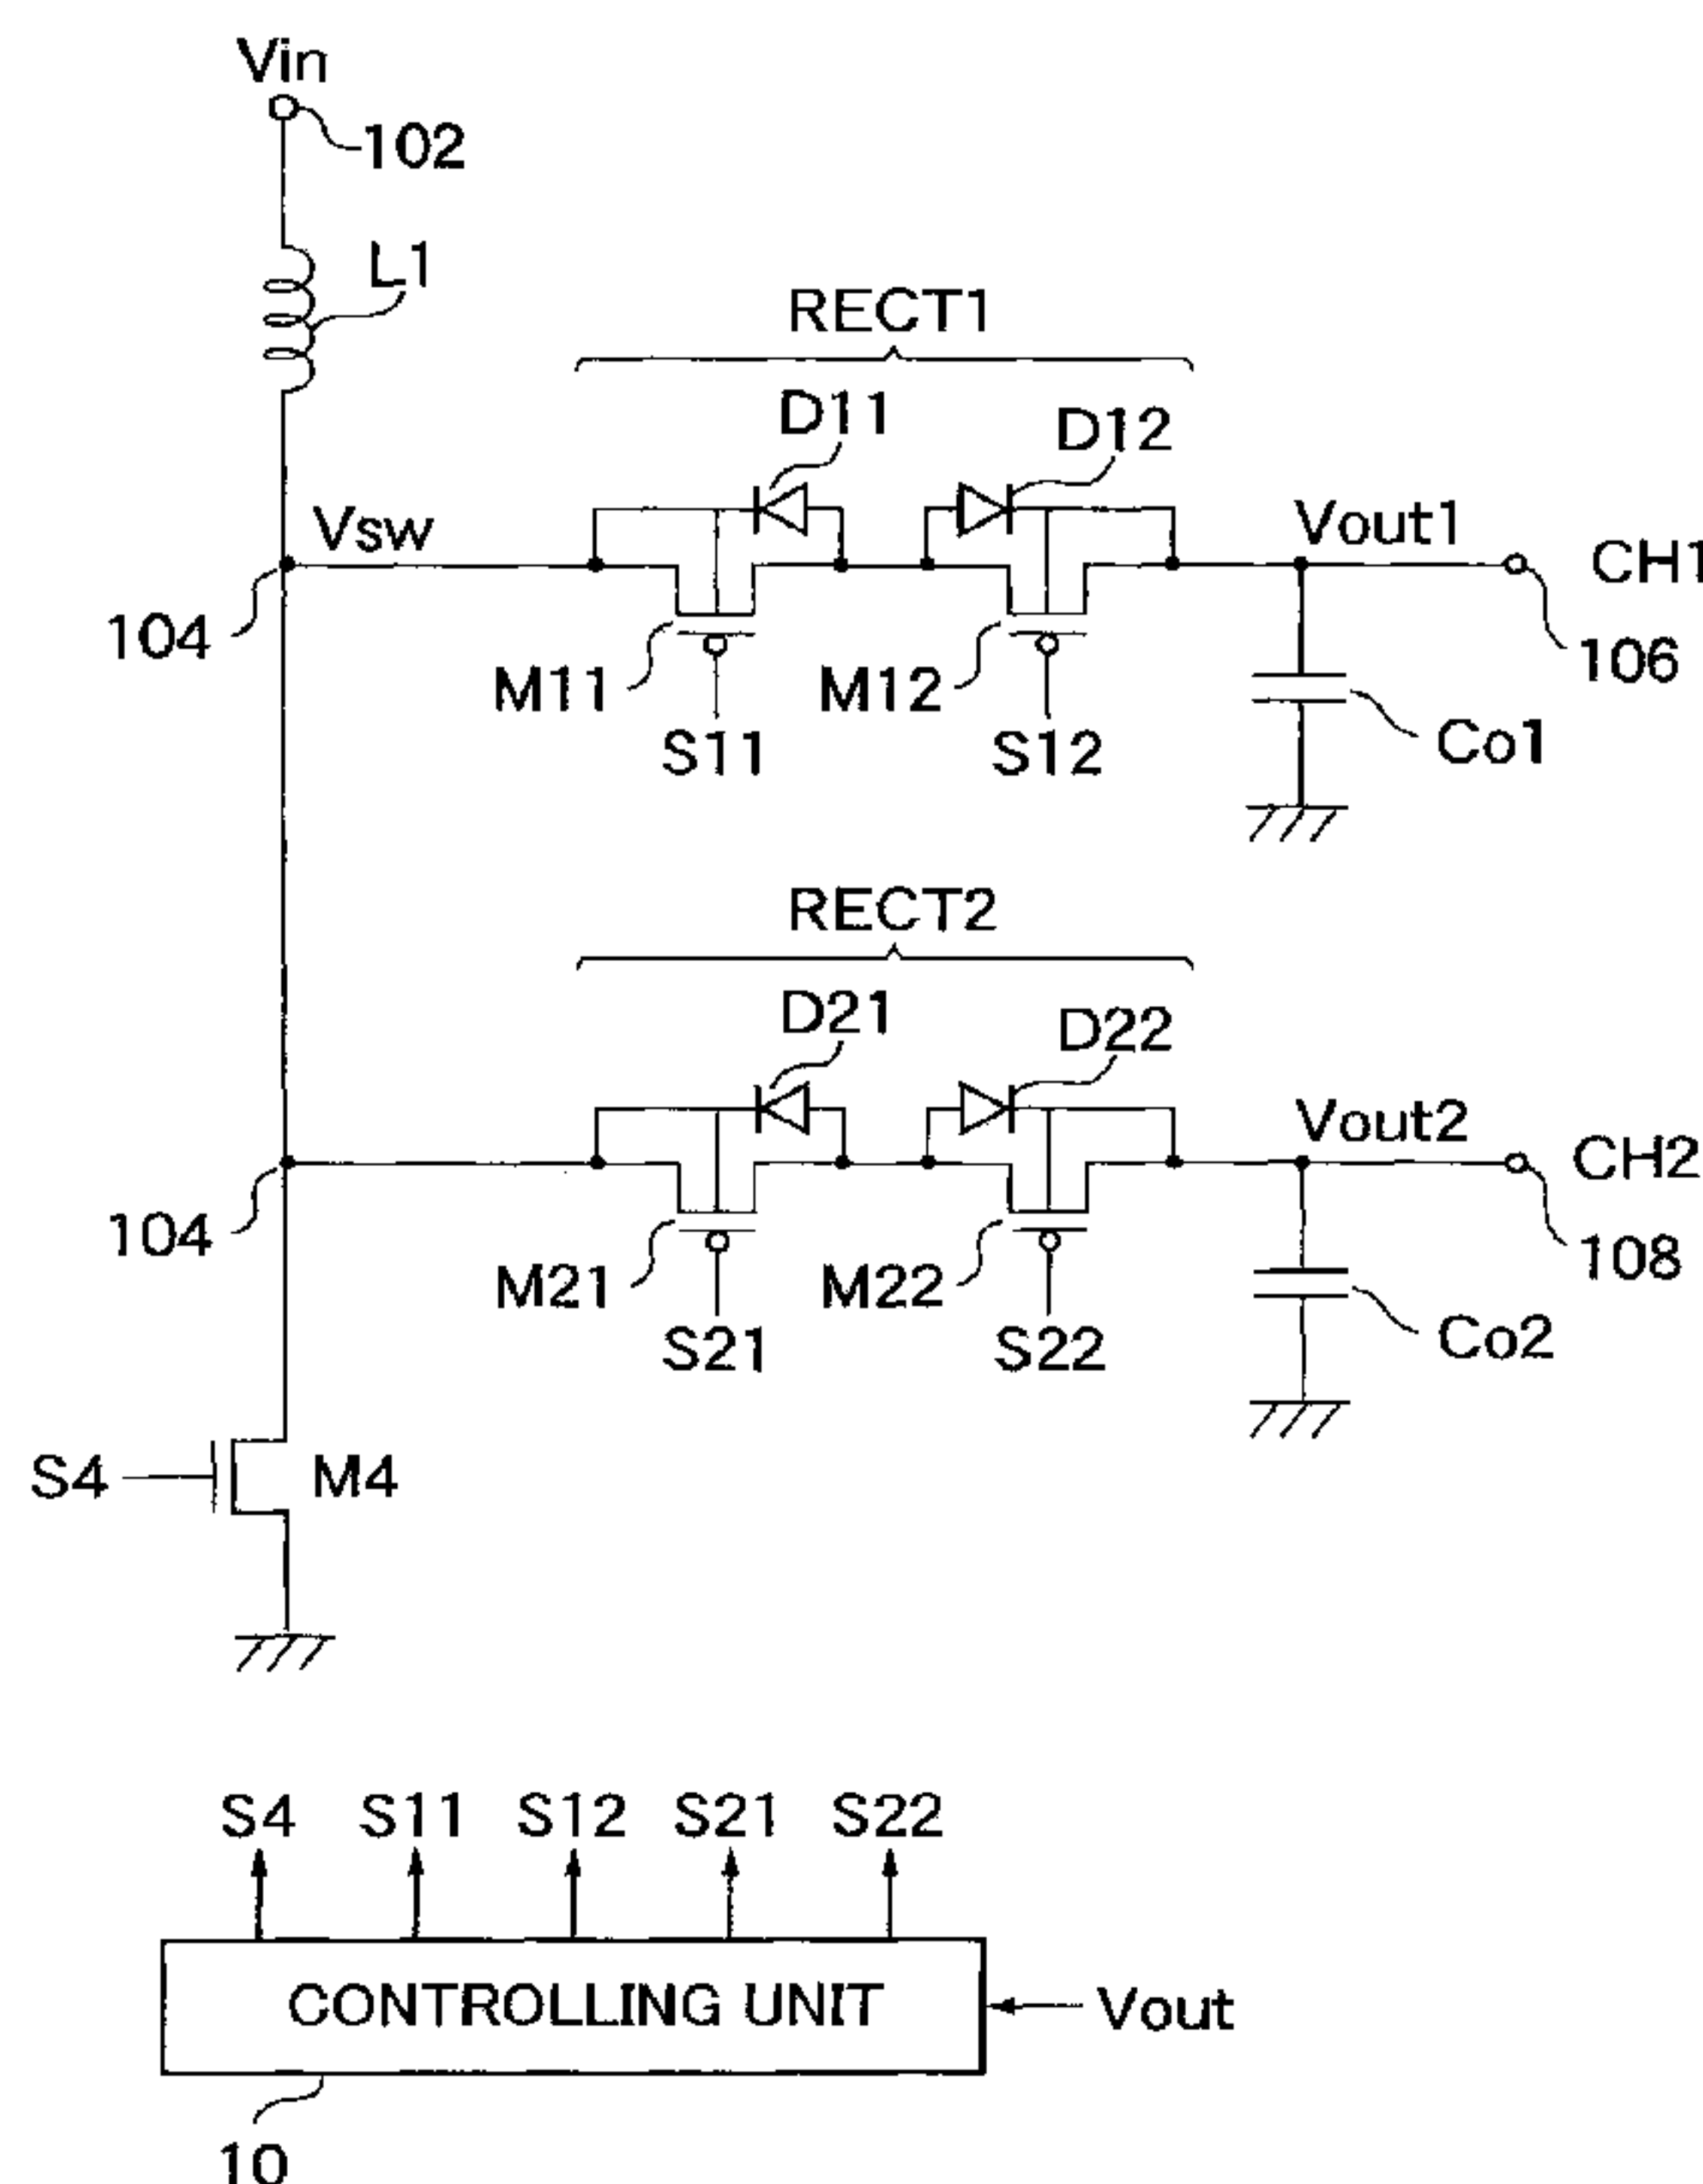 Vin
102
L1
RECT1
D11
D12
Vsw
Vout1
CH1
104
M11
M12
106
S11
S12
Co1
RECT2
D21
D22
Vout2
CH2
104
M21
M22
108
S21
S22
Co2
S4
M4
S4 S11 S12 S21 S22
CONTROLLING UNIT
Vout
10